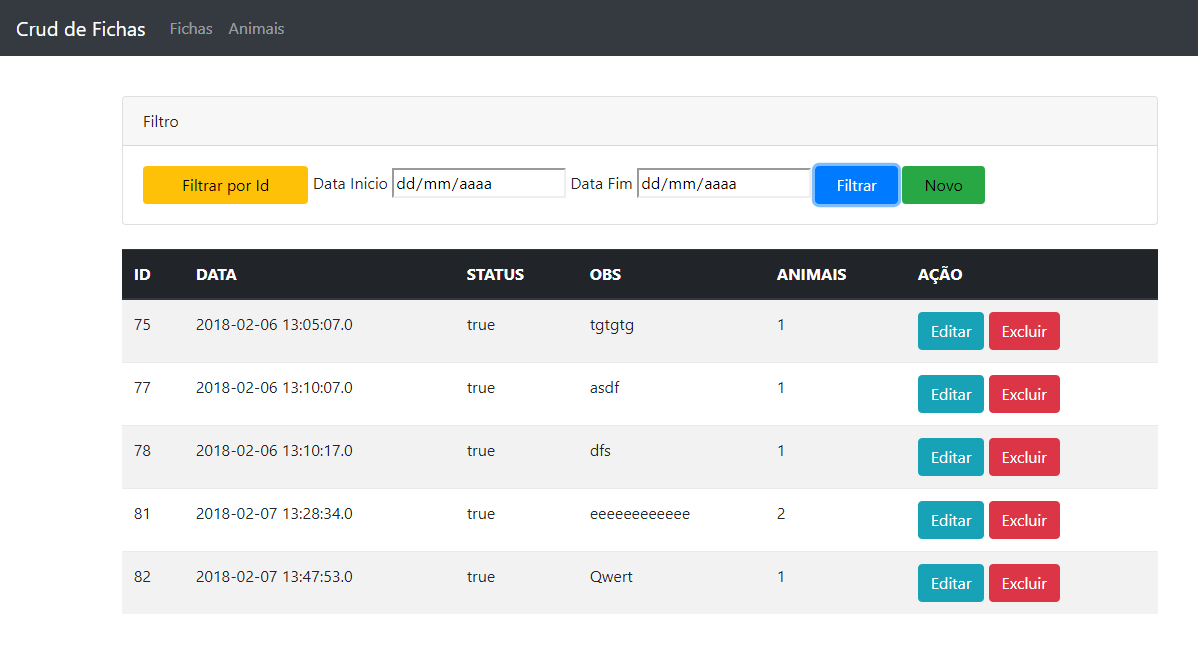 Crud de Fichas Fichas Animais
Filtro
Filtrar por Id Data Inicio dd/mm/aaaa Data Fim dd/mm/aaaa Filtrar Novo
ID DATA STATUS OBS ANIMAIS AÇÃO
75 2018-02-06 13:05:07.0 true tgtgtg 1 Editar Excluir
77 2018-02-06 13:10:07.0 true asdf 1 Editar Excluir
78 2018-02-06 13:10:17.0 true dfs 1 Editar Excluir
81 2018-02-07 13:28:34.0 true eeeeeeeeeeee 2 Editar Excluir
82 2018-02-07 13:47:53.0 true Qwert 1 Editar Excluir